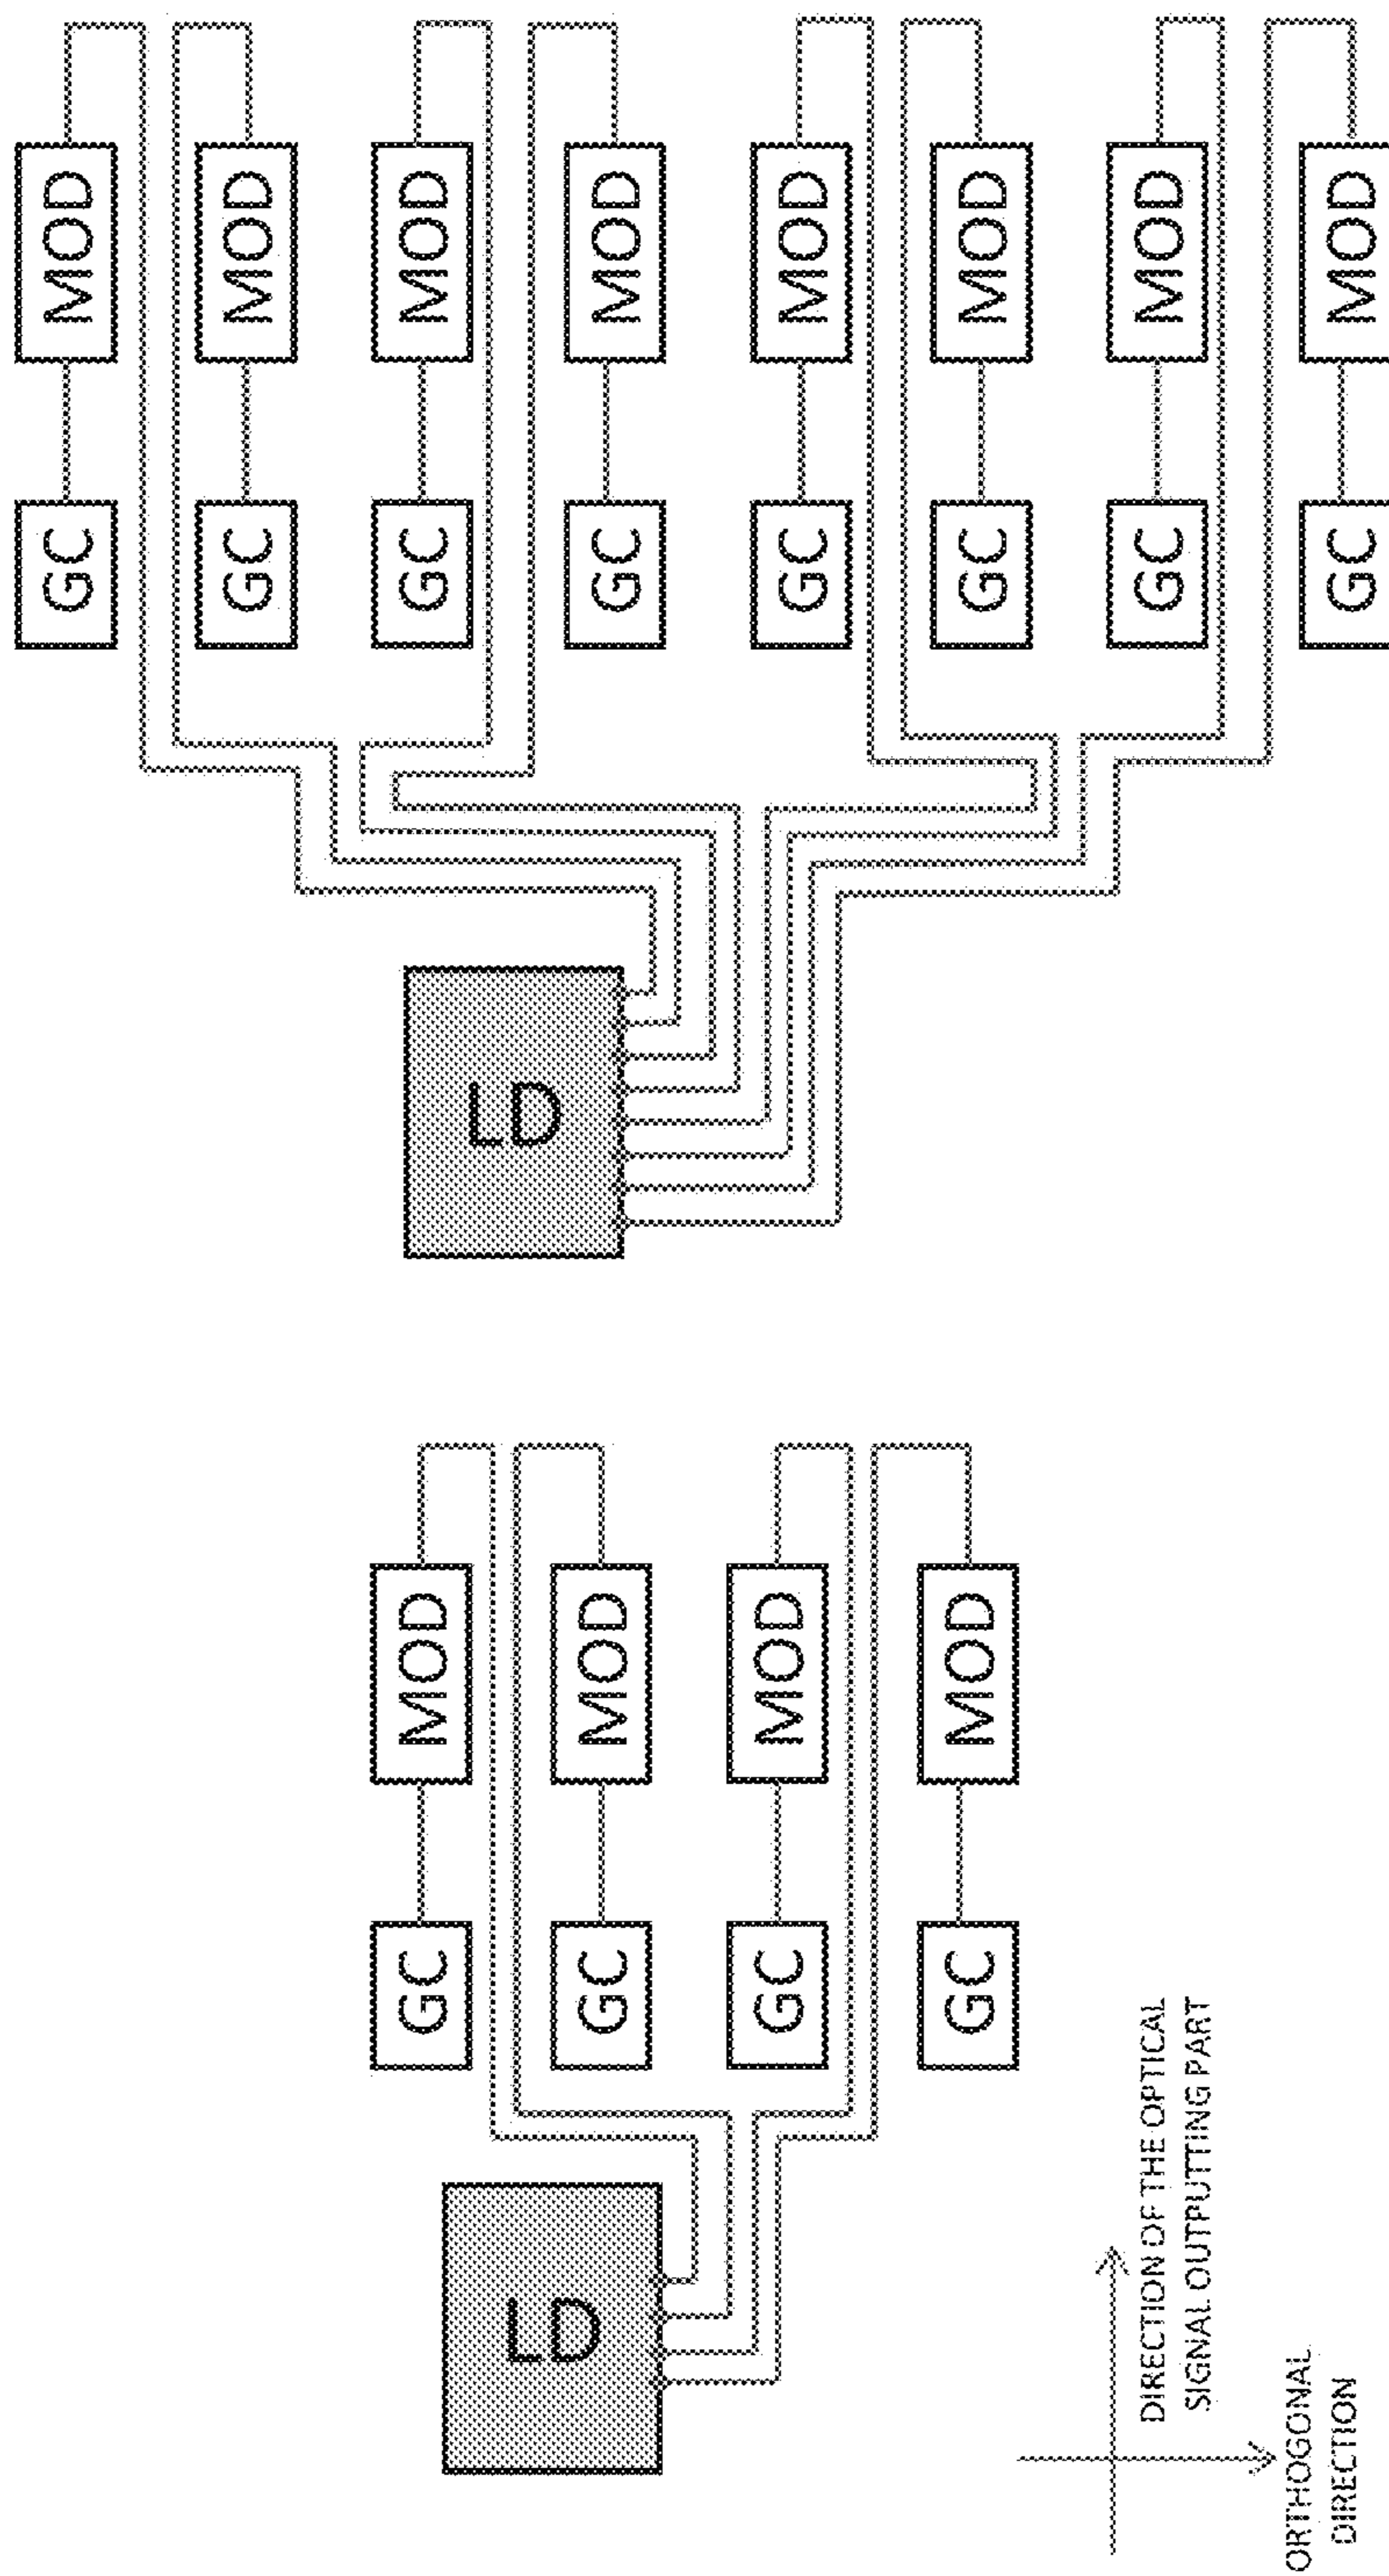 MOD
MOD
MOD
MOD
MOD
MOD
MOD
MOD
GC
GC
GC
GC
GC
GC
GC
GC
LD
MOD
MOD
MOD
MOD
GC
GC
GC
GC
LD
DIRECTION OF THE OPTICAL
SIGNAL OUTPUTTING PART
ORTHOGONAL
DIRECTION